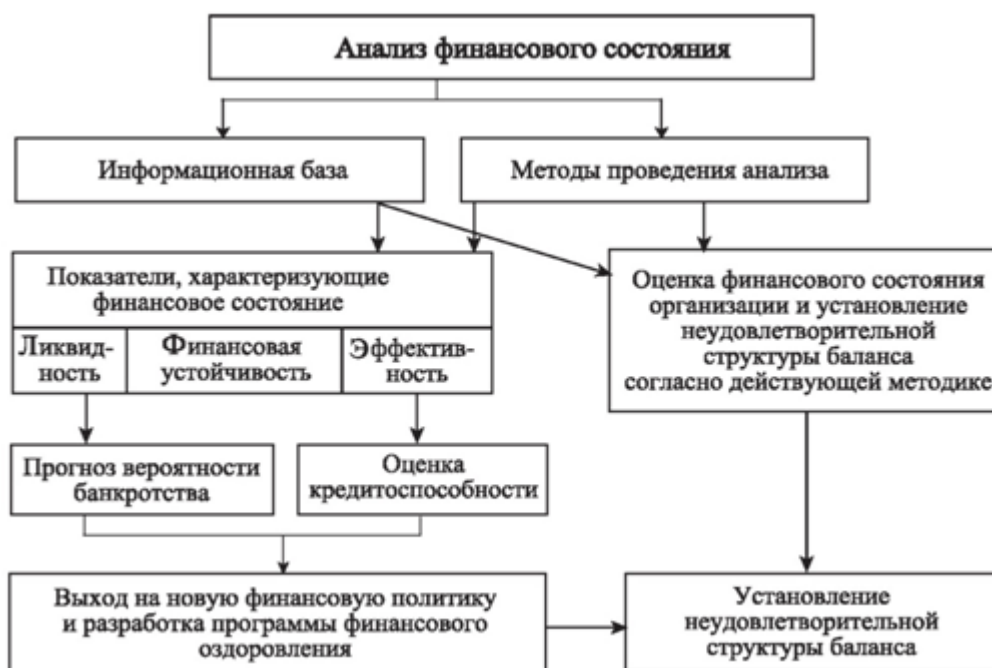 Анализ финансового состояния
Информационная база
Методы проведения анализа
Показатели, характеризующие
финансовое состояние
Ликвид-
ность
Финансовая
устойчивость
Эффектив-
ность
Оценка финансового состояния
организации и установление
неудовлетворительной
структуры баланса
согласно действующей методике
Прогноз вероятности
банкротства
Оценка
кредитоспособности
Выход на новую финансовую политику
и разработка программы финансового
оздоровления
Установление
неудовлетворительной
структуры баланса